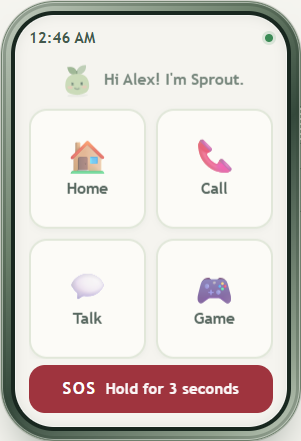 12:46 AM
Hi Alex! I'm Sprout.
Home
Call
Talk
Game
SOS Hold for 3 seconds